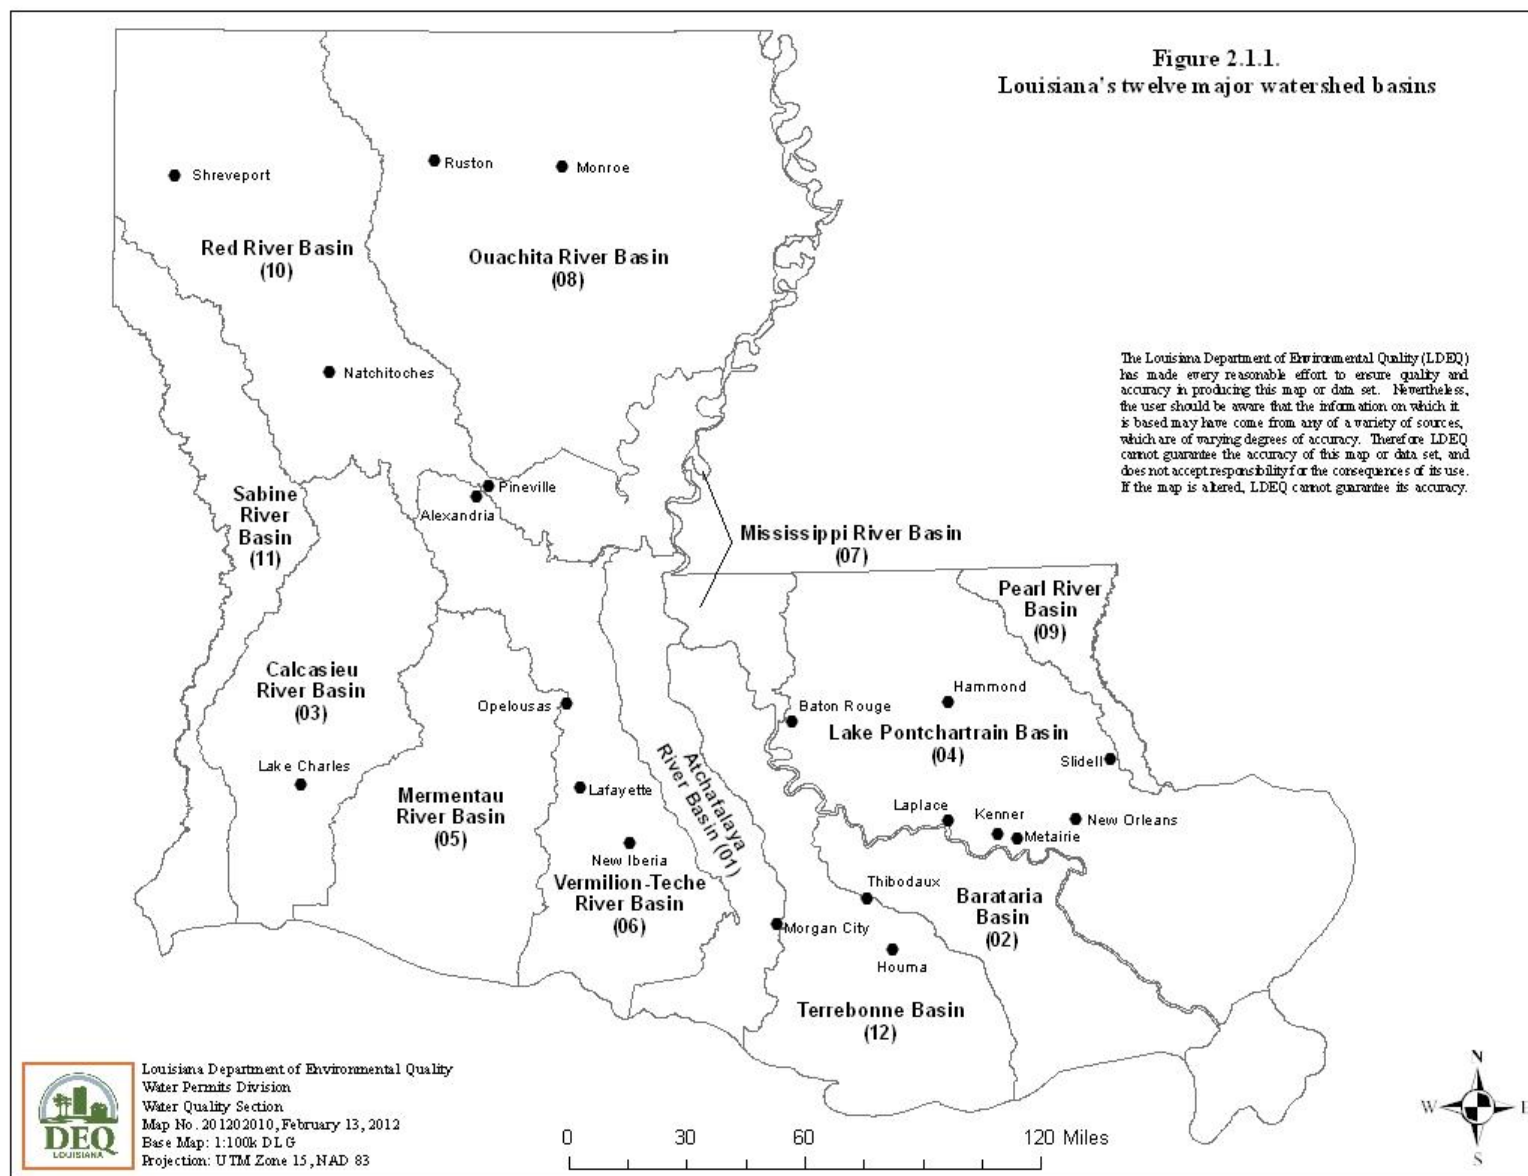 Figure 2.1.1.
Louisiana's twelve major watershed basins
Shreveport
Ruston
Monroe
Red River Basin
(10)
Ouachita River Basin
(08)
Natchitoches
The Louisiana Department of Environmental Quality (LDEQ)
has made every reasonable effort to ensure quality and
accuracy in producing this map or data set. Nevertheless,
the user should be aware that the information on which it
is based may have come from any of a variety of sources,
which are of varying degrees of accuracy. Therefore LDEQ
cannot guarantee the accuracy of this map or data set, and
does not accept responsibility for the consequences of its use.
If the map is altered, LDEQ cannot guarantee its accuracy.
Pineville
Alexandria
Sabine
River
Basin
(11)
Mississippi River Basin
(07)
Pearl River
Basin
(09)
Calcasieu
River Basin
(03)
Opelousas
Baton Rouge
Hammond
Lake Pontchartrain Basin
(04)
Slidell
Lake Charles
Mermentau
River Basin
(05)
Lafayette
Atchafalaya
River Basin (01)
Laplace
Kenner
Metairie
New Orleans
New Iberia
Vermilion-Teche
River Basin
(06)
Thibodaux
Barataria
Basin
(02)
Morgan City
Houma
Terrebonne Basin
(12)
DEQ
LOUISIANA
Louisiana Department of Environmental Quality
Water Permits Division
Water Quality Section
Map No. 201202010, February 13, 2012
Base Map: 1:100k DLG
Projection: UTM Zone 15, NAD 83
0 30 60 120 Miles
N
W E
S